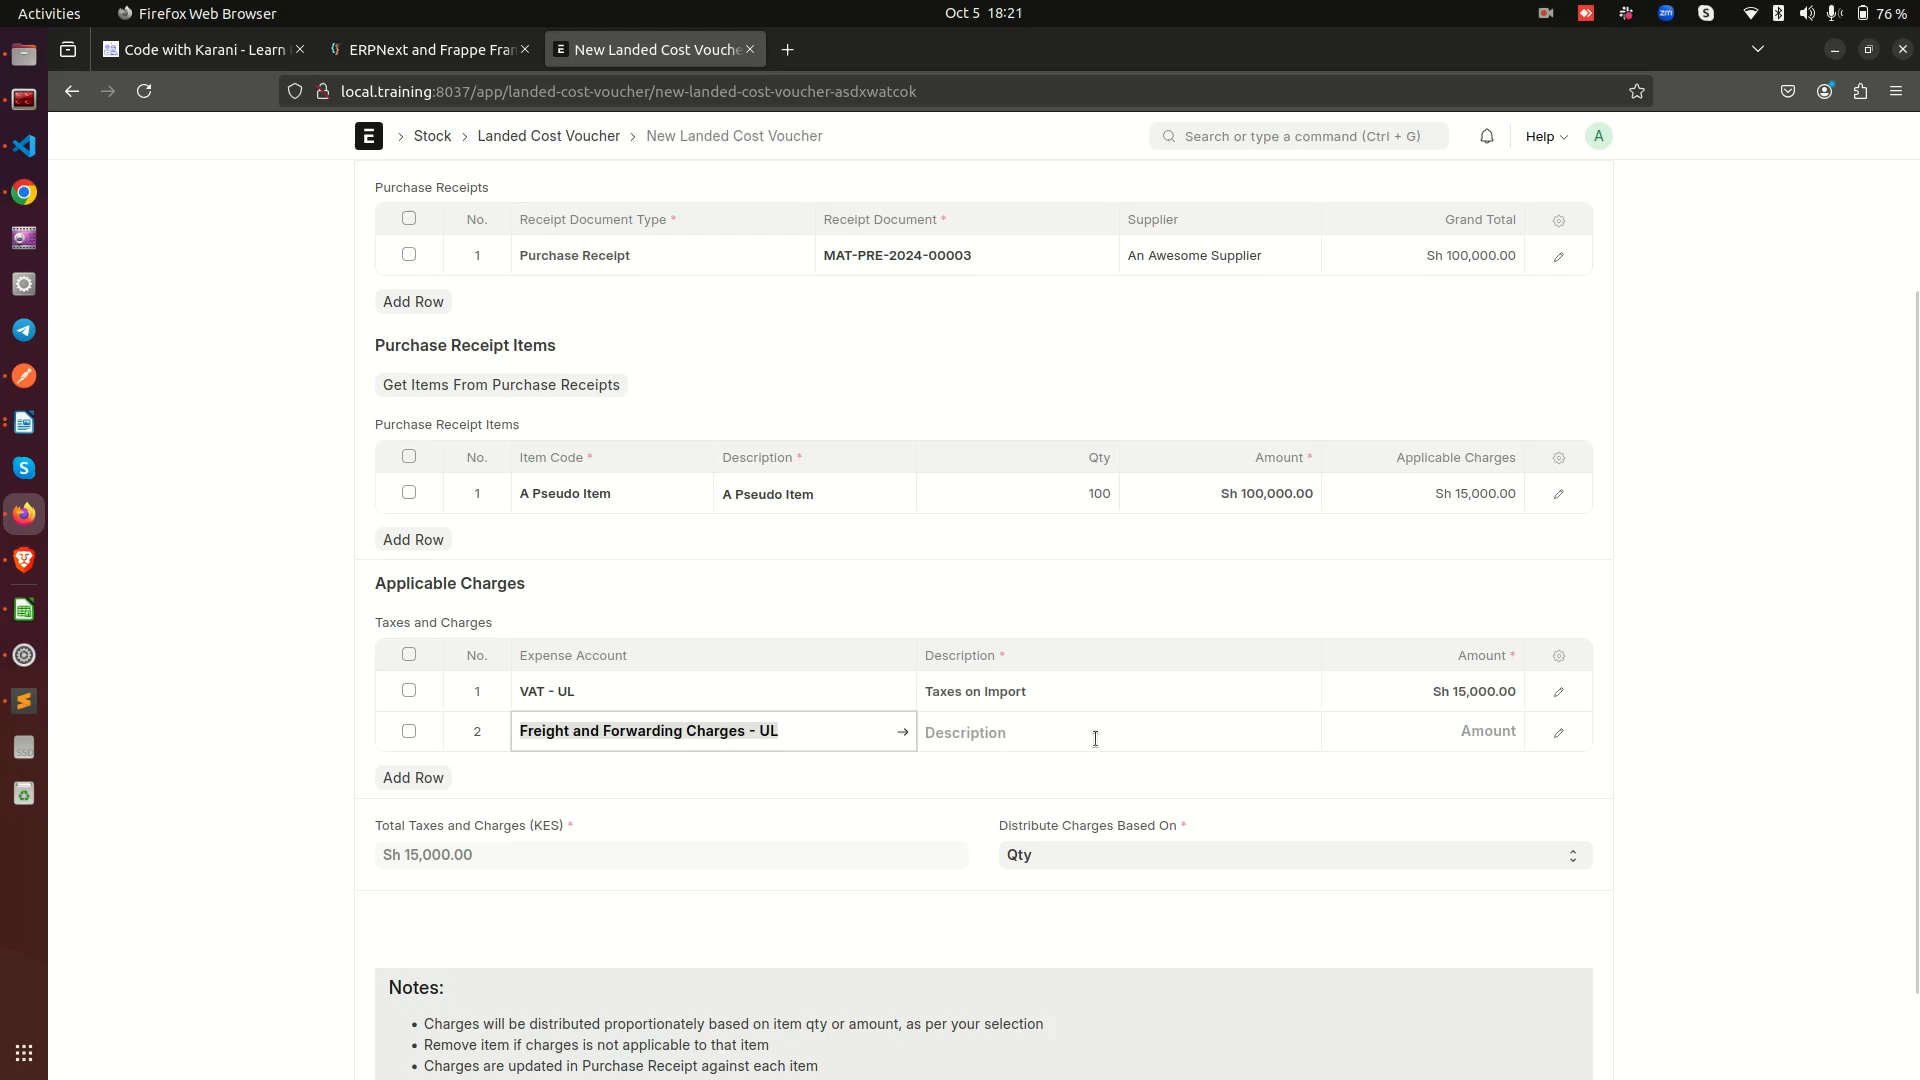 Activities
Firefox Web Browser
Oct 5 18:21
76 %
Code with Karani - Learn
ERPNext and Frappe Fran
New Landed Cost Vouche
local.training:8037/app/landed-cost-voucher/new-landed-cost-voucher-asdxwatcok
E
Stock
Landed Cost Voucher
New Landed Cost Voucher
Search or type a command (Ctrl + G)
Help
A
Purchase Receipts
No. Receipt Document Type * Receipt Document * Supplier Grand Total
1 Purchase Receipt MAT-PRE-2024-00003 An Awesome Supplier Sh 100,000.00
Add Row
Purchase Receipt Items
Get Items From Purchase Receipts
Purchase Receipt Items
No. Item Code * Description * Qty Amount * Applicable Charges
1 A Pseudo Item A Pseudo Item 100 Sh 100,000.00 Sh 15,000.00
Add Row
Applicable Charges
Taxes and Charges
No. Expense Account Description * Amount *
1 VAT - UL Taxes on Import Sh 15,000.00
2 Freight and Forwarding Charges - UL Description Amount
Add Row
Total Taxes and Charges (KES) *
Distribute Charges Based On *
Sh 15,000.00
Qty
Notes:
• Charges will be distributed proportionately based on item qty or amount, as per your selection
• Remove item if charges is not applicable to that item
• Charges are updated in Purchase Receipt against each item